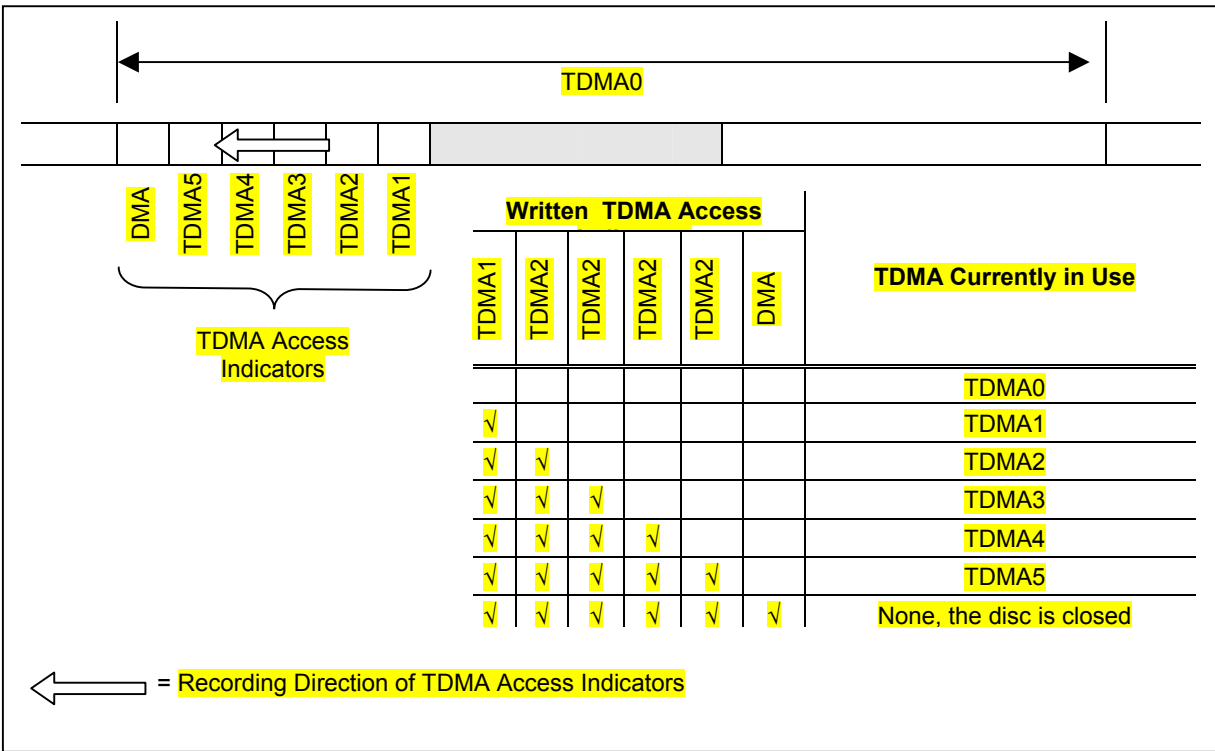 TDMA0
DMA
TDMA5
TDMA4
TDMA3
TDMA2
TDMA1
TDMA Access
Indicators
Written TDMA Access
TDMA Currently in Use
TDMA1
TDMA2
TDMA2
TDMA2
TDMA2
DMA
TDMA0
√ TDMA1
√ √ TDMA2
√ √ √ TDMA3
√ √ √ √ TDMA4
√ √ √ √ √ TDMA5
√ √ √ √ √ √ None, the disc is closed
= Recording Direction of TDMA Access Indicators